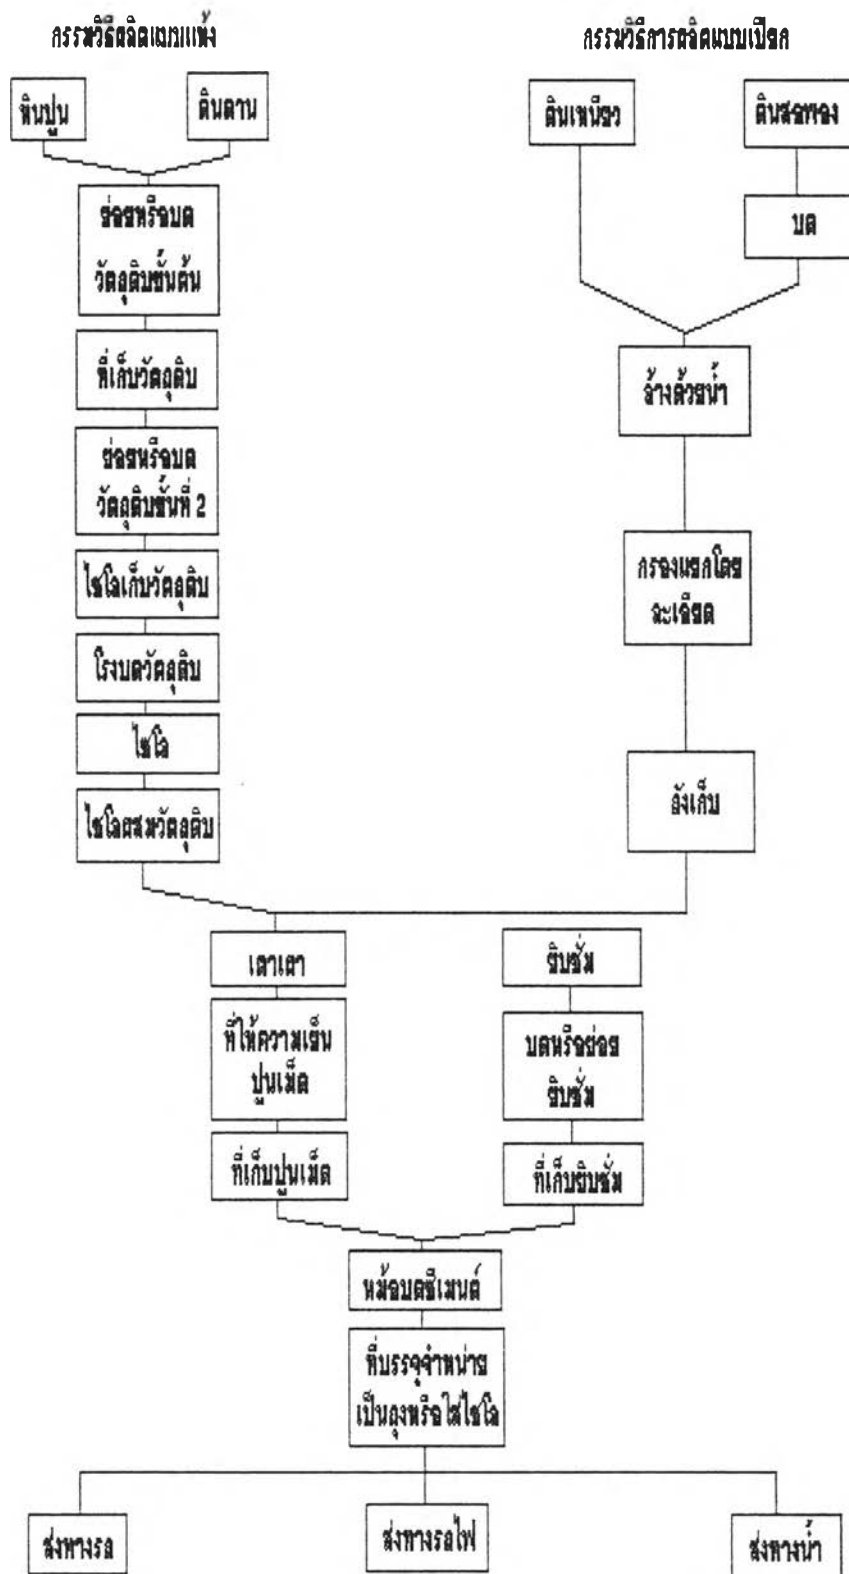 กรรมวิธีผลิตแบบแห้ง
กรรมวิธีการผลิตแบบเปียก
หินปูน
ดินดาน
ดินเหนียว
ดินสอพอง
ย่อยหรือบด
วัตถุดิบขั้นต้น
บด
ที่เก็บวัตถุดิบ
ล้างด้วยน้ำ
ย่อยหรือบด
วัตถุดิบขั้นที่ 2
ไซโลเก็บวัตถุดิบ
กรองแยกโดย
ละเอียด
โรงบดวัตถุดิบ
ไซโล
ไซโลผสมวัตถุดิบ
ถังเก็บ
เตาเผา
ยิบซั่ม
ที่ให้ความเย็น
ปูนเม็ด
บดหรือย่อย
ยิบซั่ม
ที่เก็บปูนเม็ด
ที่เก็บยิบซั่ม
หม้อบดซีเมนต์
ที่บรรจุจำหน่าย
เป็นถุงหรือใส่ไซโล
ส่งทางรถ
ส่งทางรถไฟ
ส่งทางน้ำ